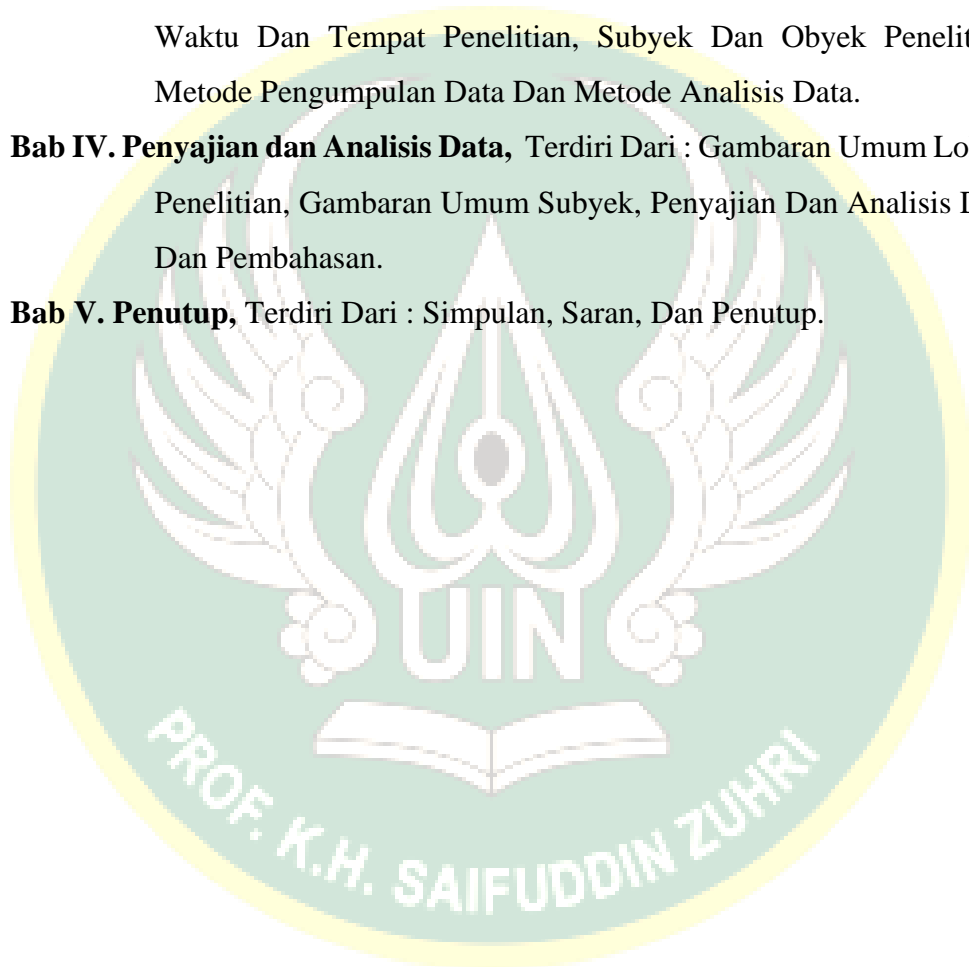 Waktu Dan Tempat Penelitian, Subyek Dan Obyek
Metode Pengumpulan Data Dan Metode Analisis Data.
Bab IV. Penyajian dan Analisis Data, Terdiri Dari : Gambaran Umum
Penelitian, Gambaran Umum Subyek, Penyajian Dan Analisis
Dan Pembahasan.
Bab V. Penutup, Terdiri Dari : Simpulan, Saran, Dan Penutup.
UIN
PROF. K.H. SAIFUDDIN ZUHRI